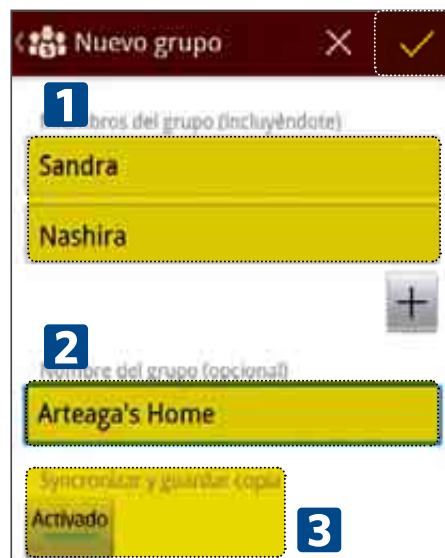 Nuevo grupo
1
bros del grupo (incluyéndote)
Sandra
Nashira
2
Nombre del grupo (opcional)
Arteaga's Home
Syncronizar y guardar copia
Activado
3